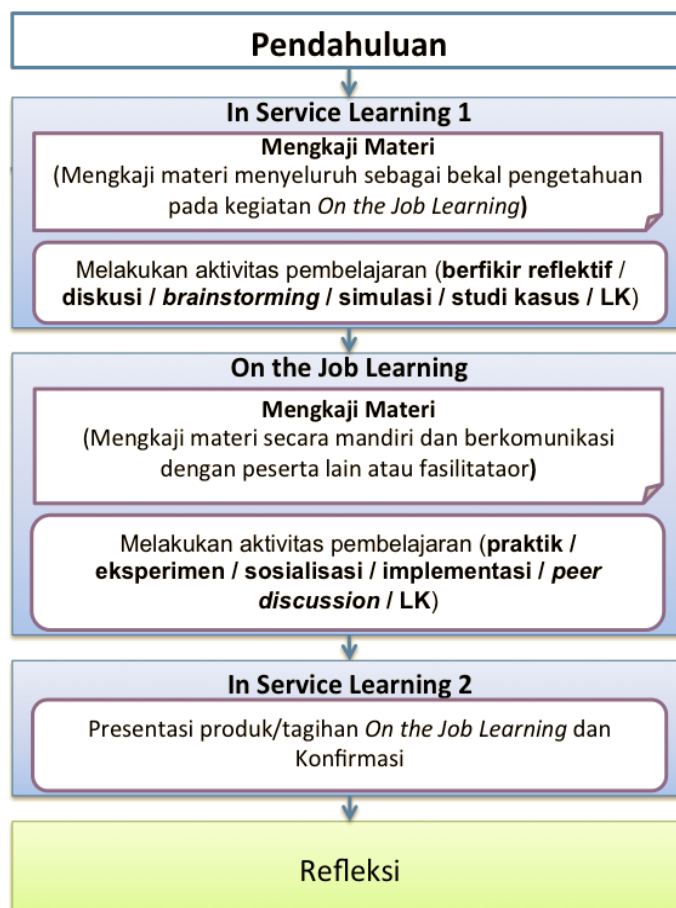 Pendahuluan
In Service Learning 1
Mengkaji Materi
(Mengkaji materi menyeluruh sebagai bekal pengetahuan
pada kegiatan On the Job Learning)
Melakukan aktivitas pembelajaran (berfikir reflektif /
diskusi / brainstorming / simulasi / studi kasus / LK)
On the Job Learning
Mengkaji Materi
(Mengkaji materi secara mandiri dan berkomunikasi
dengan peserta lain atau fasilitataor)
Melakukan aktivitas pembelajaran (praktik /
eksperimen / sosialisasi / implementasi / peer
discussion / LK)
In Service Learning 2
Presentasi produk/tagihan On the Job Learning dan
Konfirmasi
Refleksi